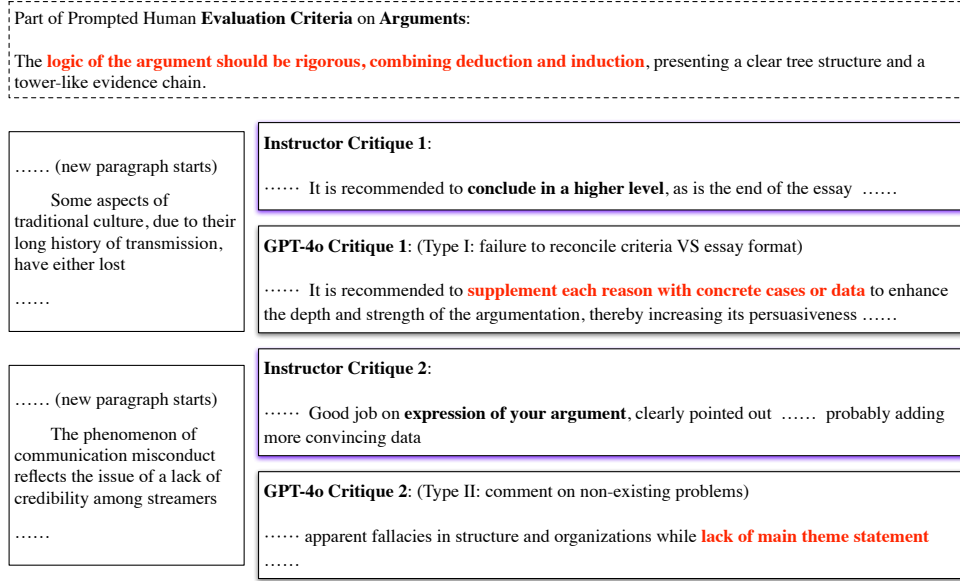 Part of Prompted Human Evaluation Criteria on Arguments:
The logic of the argument should be rigorous, combining deduction and induction, presenting a clear tree structure and a
tower-like evidence chain.
…… (new paragraph starts)
Some aspects of
traditional culture, due to their
long history of transmission,
have either lost
……
Instructor Critique 1:
…… It is recommended to conclude in a higher level, as is the end of the essay ……
GPT-4o Critique 1: (Type I: failure to reconcile criteria VS essay format)
…… It is recommended to supplement each reason with concrete cases or data to enhance
the depth and strength of the argumentation, thereby increasing its persuasiveness ……
…… (new paragraph starts)
The phenomenon of
communication misconduct
reflects the issue of a lack of
credibility among streamers
……
Instructor Critique 2:
…… Good job on expression of your argument, clearly pointed out …… probably adding
more convincing data
GPT-4o Critique 2: (Type II: comment on non-existing problems)
…… apparent fallacies in structure and organizations while lack of main theme statement
……